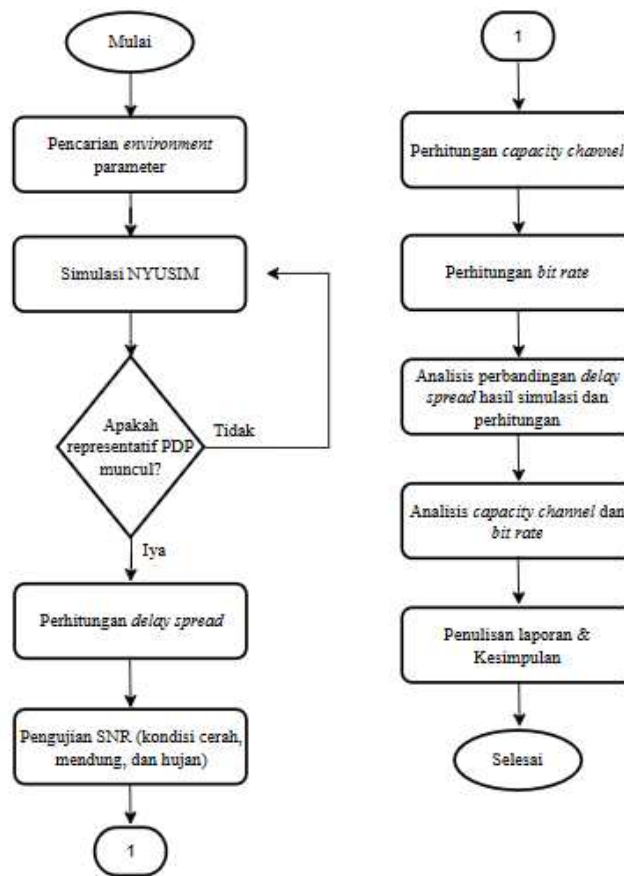 Mulai
Pencarian environment
parameter
Simulasi NYUSIM
Apakah
representatif PDP
muncul?
Tidak
Iya
Perhitungan delay spread
Pengujian SNR (kondisi cerah,
mendung, dan hujan)
1
1
Perhitungan capacity channel
Perhitungan bit rate
Analisis perbandingan delay
spread hasil simulasi dan
perhitungan
Analisis capacity channel dan
bit rate
Penulisan laporan &
Kesimpulan
Selesai